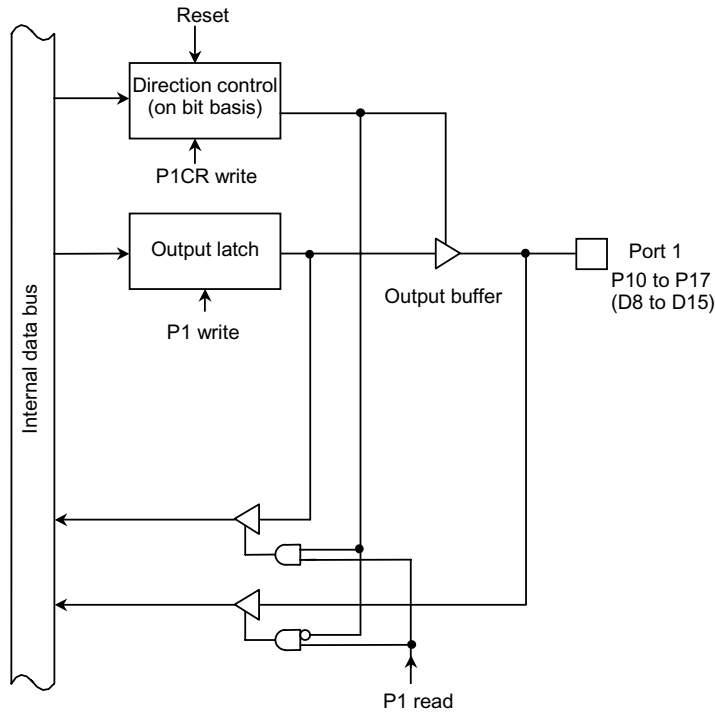 Reset
Direction control
(on bit basis)
P1CR write
Output latch
P1 write
Output buffer
Port 1
P10 to P17
(D8 to D15)
Internal data bus
P1 read